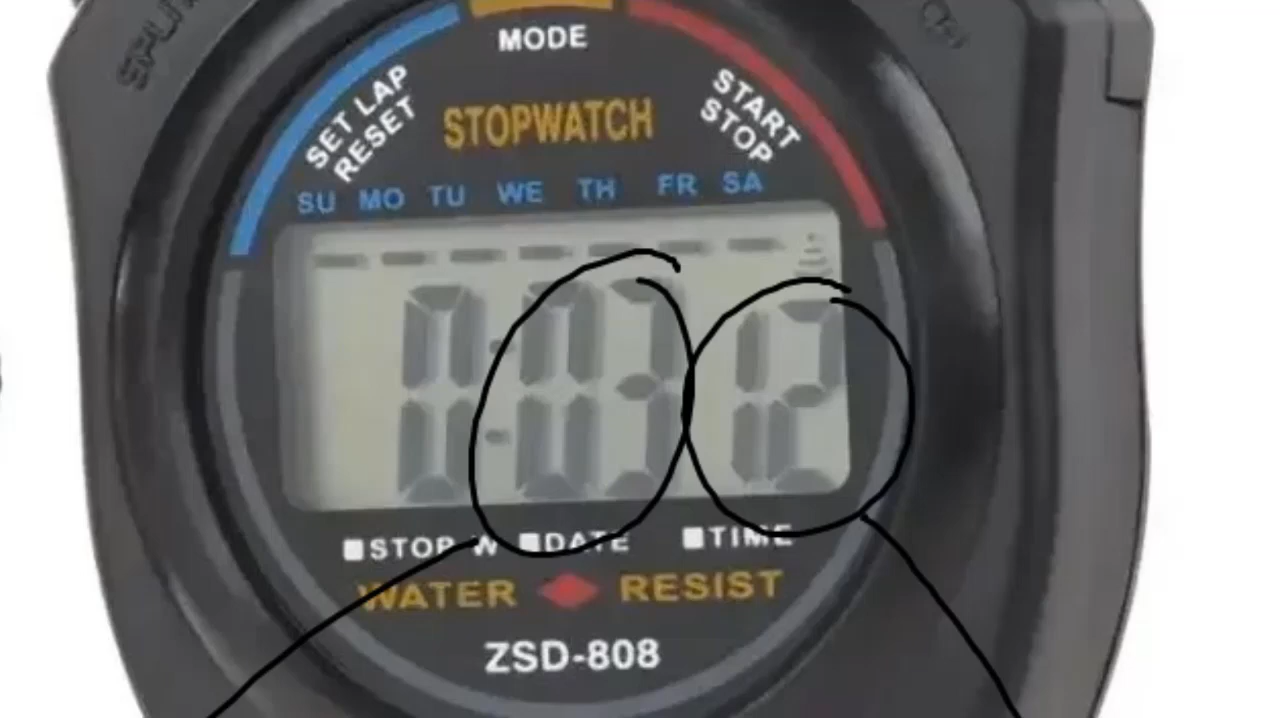 SPLIT
MODE
SET LAP
RESET
STOPWATCH
START
STOP
SU MO TU WE TH FR SA
0:03 12
STOP W DATE TIME
WATER RESIST
ZSD-808